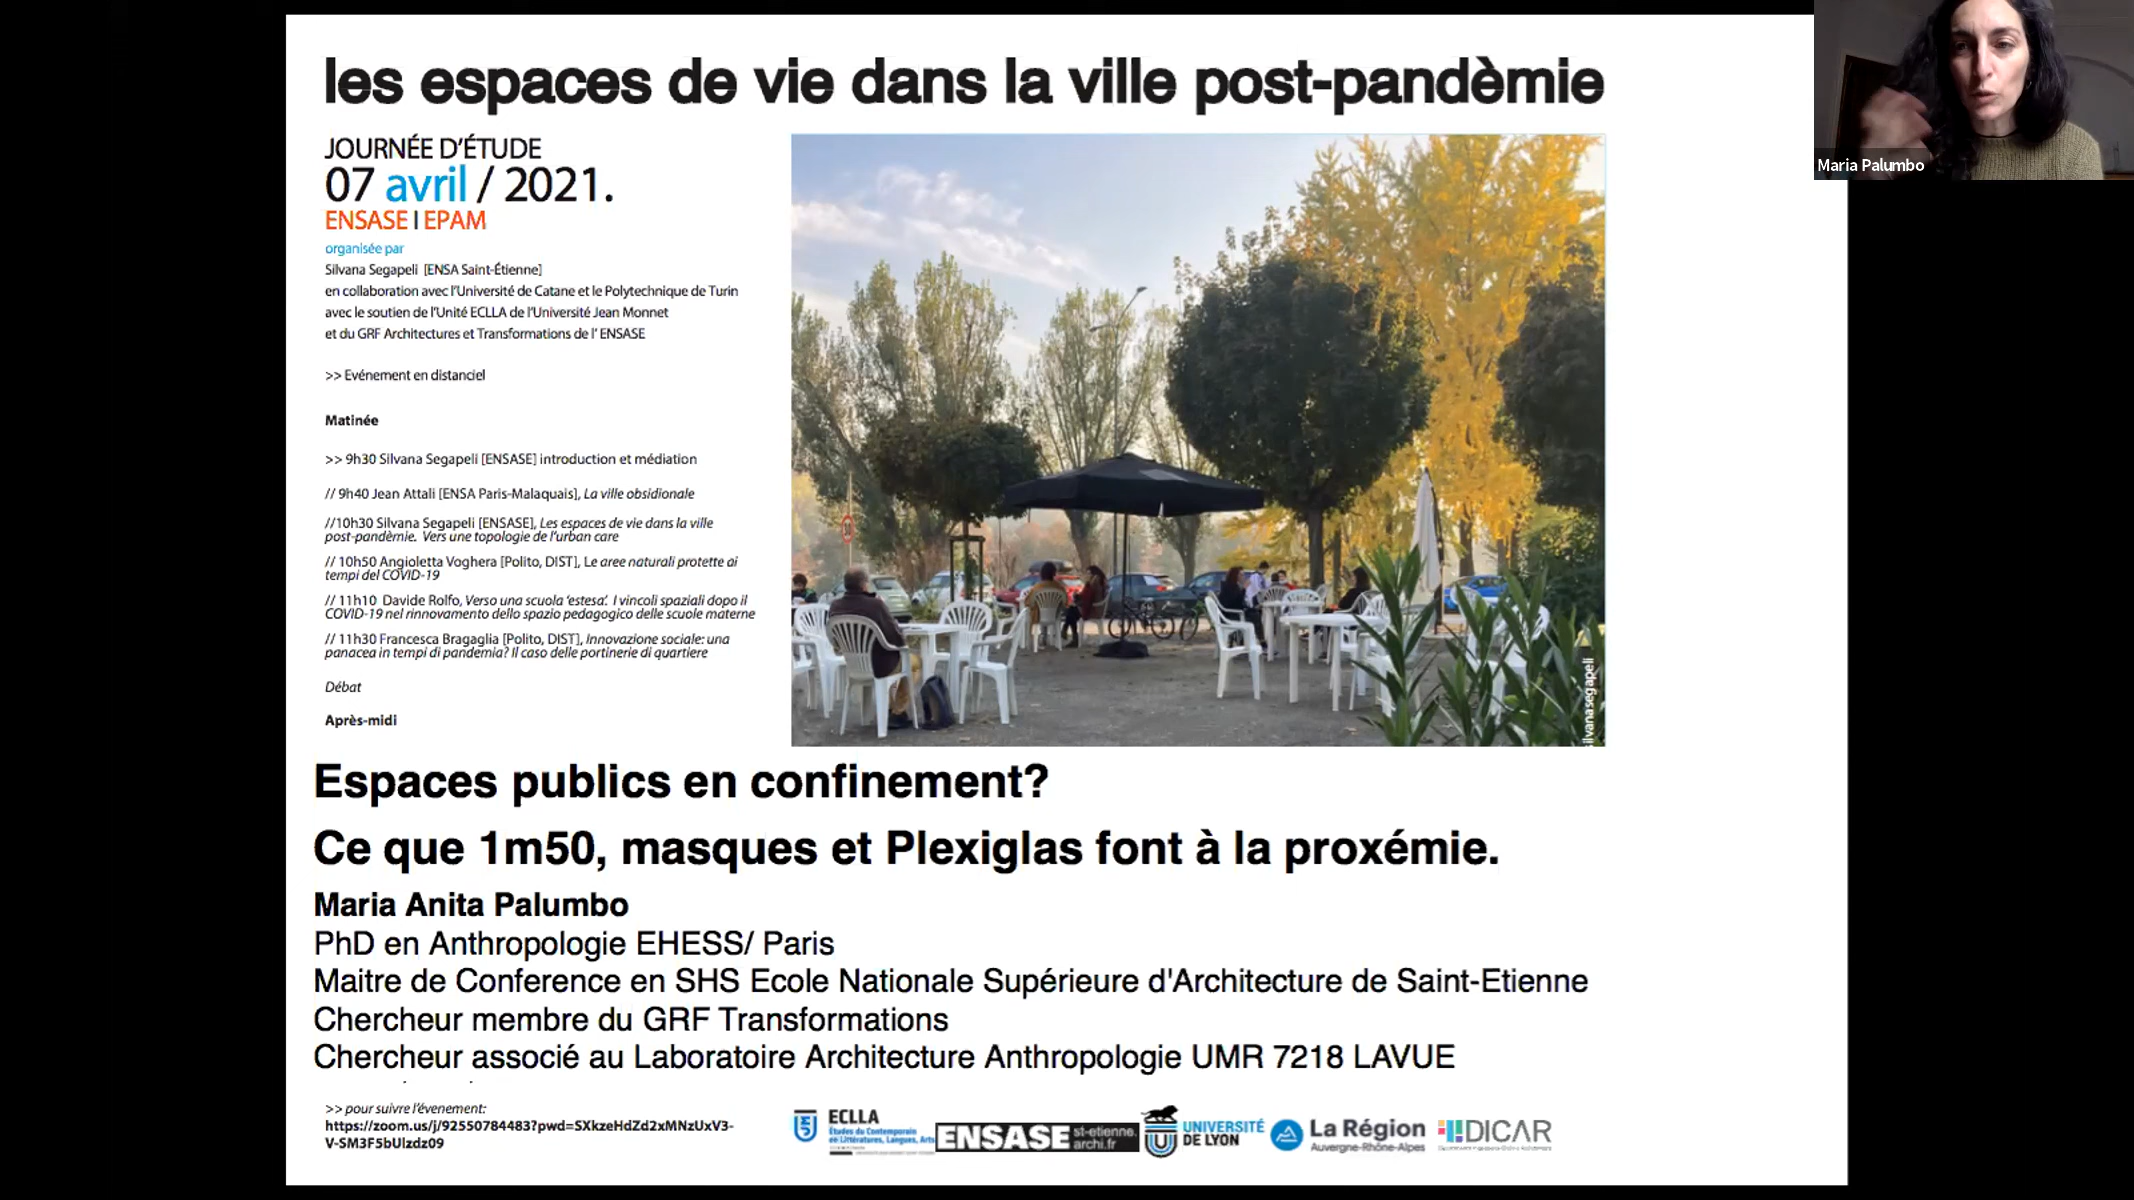 les espaces de vie dans la ville post-pandèmie
JOURNÉE D'ÉTUDE
07 avril / 2021.
ENSASE | EPAM
organisée par
Silvana Segapeli [ENSA Saint-Étienne]
en collaboration avec l'Université de Catane et le Polytechnique de Turin
avec le soutien de l'Unité ECLLA de l'Université Jean Monnet
et du GRF Architectures et Transformations de l' ENSASE
>> Evénement en distanciel
Matinée
>> 9h30 Silvana Segapeli [ENSASE] introduction et médiation
// 9h40 Jean Attali [ENSA Paris-Malaquais], La ville obsidionale
//10h30 Silvana Segapeli [ENSASE], Les espaces de vie dans la ville
post-pandèmie. Vers une topologie de l'urban care
// 10h50 Angioletta Voghera [Polito, DIST], Le aree naturali protette ai
tempi del COVID-19
// 11h10 Davide Rolfo, Verso una scuola 'estesa'. I vincoli spaziali dopo il
COVID-19 nel rinnovamento dello spazio pedagogico delle scuole materne
// 11h30 Francesca Bragaglia [Polito, DIST], Innovazione sociale: una
panacea in tempi di pandemia? Il caso delle portinerie di quartiere
Débat
Après-midi
silvanasegapeli
Maria Palumbo
Espaces publics en confinement?
Ce que 1m50, masques et Plexiglas font à la proxémie.
Maria Anita Palumbo
PhD en Anthropologie EHESS/ Paris
Maitre de Conference en SHS Ecole Nationale Supérieure d'Architecture de Saint-Etienne
Chercheur membre du GRF Transformations
Chercheur associé au Laboratoire Architecture Anthropologie UMR 7218 LAVUE
>> pour suivre l'évenement:
https://zoom.us/j/92550784483?pwd=SXkzeHdZd2xMNzUxV3-
V-SM3F5bUlzdz09
ECLLA
Études du Contemporain
en Littératures, Langues, Arts
ENSASE
st-etienne.
archi.fr
UNIVERSITÉ
DE LYON
La Région
Auvergne-Rhône-Alpes
DICAR